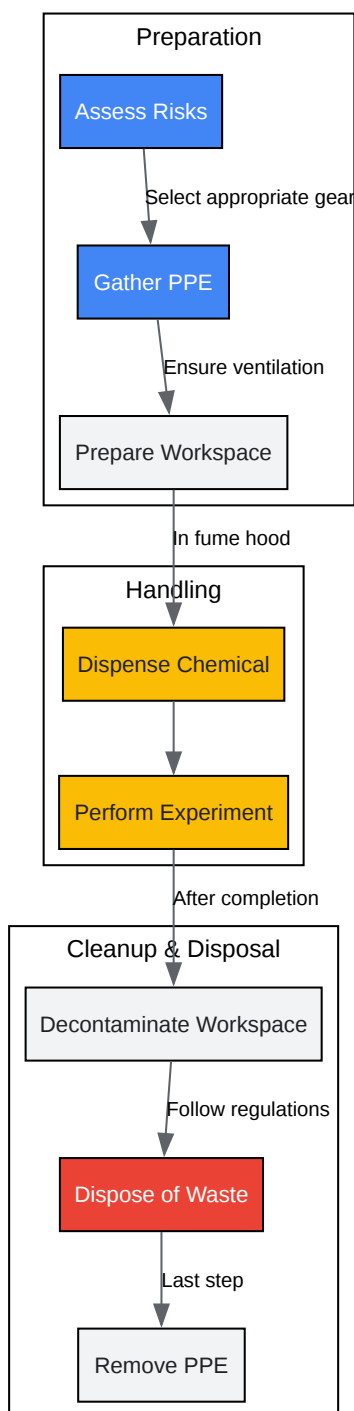 Preparation
Assess Risks
Select appropriate gear
Gather PPE
Ensure ventilation
Prepare Workspace
In fume hood
Handling
Dispense Chemical
Perform Experiment
After completion
Cleanup & Disposal
Decontaminate Workspace
Follow regulations
Dispose of Waste
Last step
Remove PPE